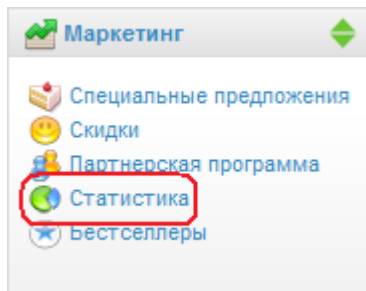 Маркетинг
Специальные предложения
Скидки
Партнерская программа
Статистика
Бестселлеры